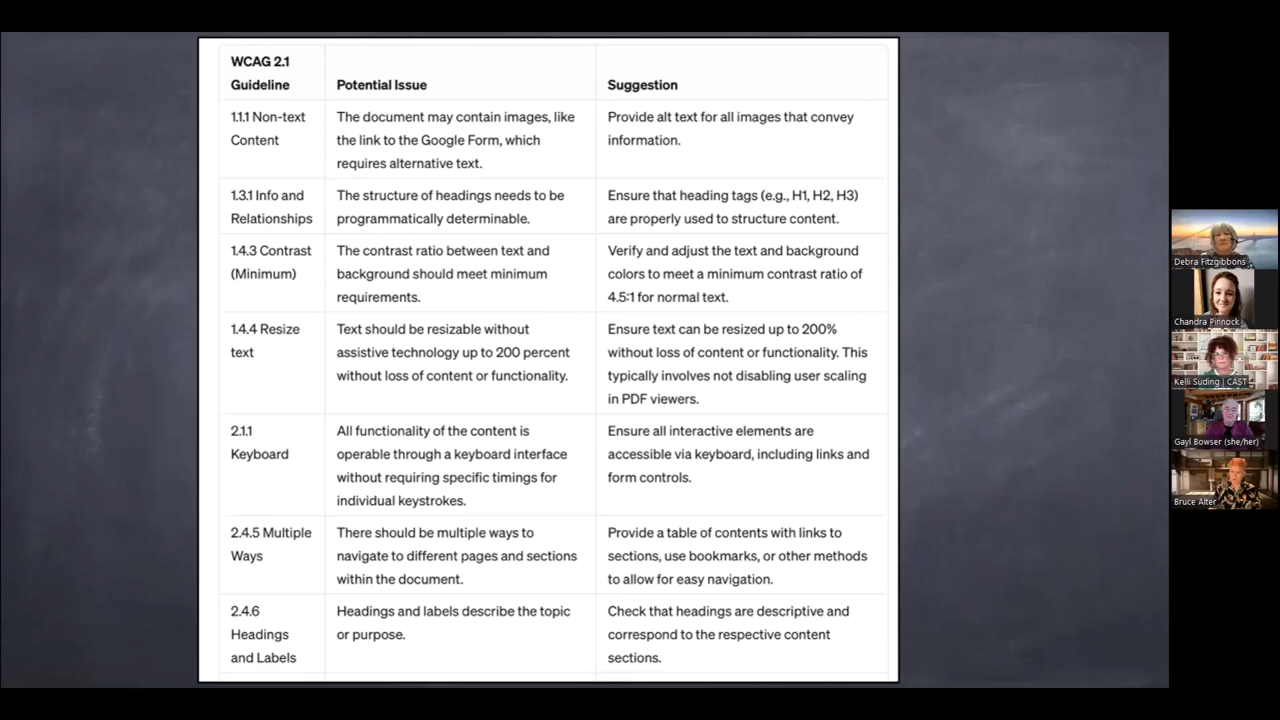 WCAG 2.1
Guideline
Potential Issue
Suggestion
1.1.1 Non-text
Content
The document may contain images, like
the link to the Google Form, which
requires alternative text.
Provide alt text for all images that convey
information.
1.3.1 Info and
Relationships
The structure of headings needs to be
programmatically determinable.
Ensure that heading tags (e.g., H1, H2, H3)
are properly used to structure content.
1.4.3 Contrast
(Minimum)
The contrast ratio between text and
background should meet minimum
requirements.
Verify and adjust the text and background
colors to meet a minimum contrast ratio of
4.5:1 for normal text.
1.4.4 Resize
text
Text should be resizable without
assistive technology up to 200 percent
without loss of content or functionality.
Ensure text can be resized up to 200%
without loss of content or functionality. This
typically involves not disabling user scaling
in PDF viewers.
2.1.1
Keyboard
All functionality of the content is
operable through a keyboard interface
without requiring specific timings for
individual keystrokes.
Ensure all interactive elements are
accessible via keyboard, including links and
form controls.
2.4.5 Multiple
Ways
There should be multiple ways to
navigate to different pages and sections
within the document.
Provide a table of contents with links to
sections, use bookmarks, or other methods
to allow for easy navigation.
2.4.6
Headings
and Labels
Headings and labels describe the topic
or purpose.
Check that headings are descriptive and
correspond to the respective content
sections.
Debra Fitzgibbons
Chandra Pinnock
Kelli Suding | CAST
Gayl Bowser (she/her)
Bruce Alter